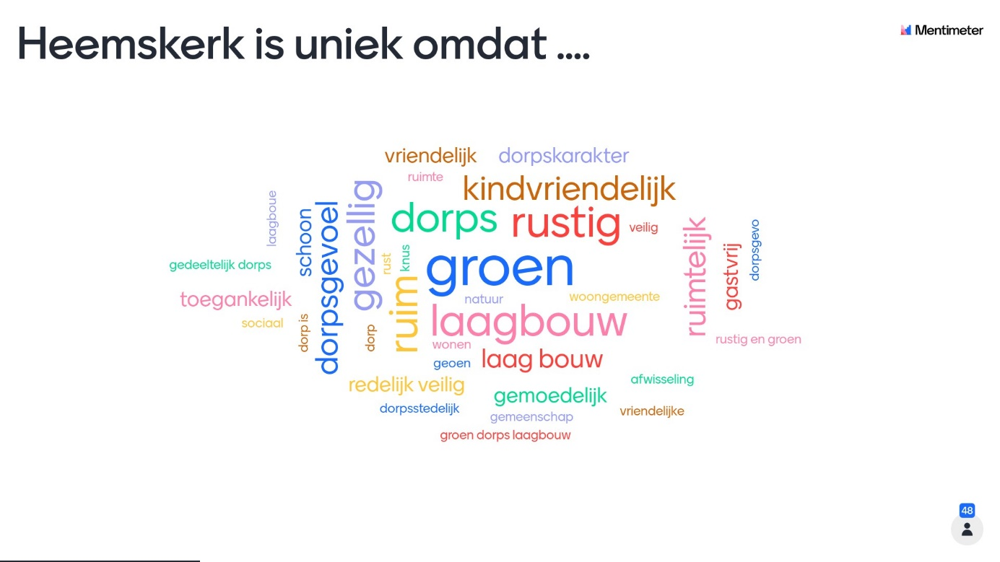 Heemskerk is uniek omdat ....
Mentimeter
vriendelijk
dorpskarakter
ruimte
kindvriendelijk
laagboue
schoon
dorpsgevoel
gezellig
dorps
rustig
veilig
ruimtelijk
gastvrij
dorpsgevo
gedeeltelijk dorps
rust
knus
groen
toegankelijk
ruim
natuur
woongemeente
sociaal
dorp is
dorp
laagbouw
wonen
rustig en groen
geoen
laag bouw
redelijk veilig
afwisseling
gemoedelijk
dorpsstedelijk
gemeenschap
vriendelijke
groen dorps laagbouw
48